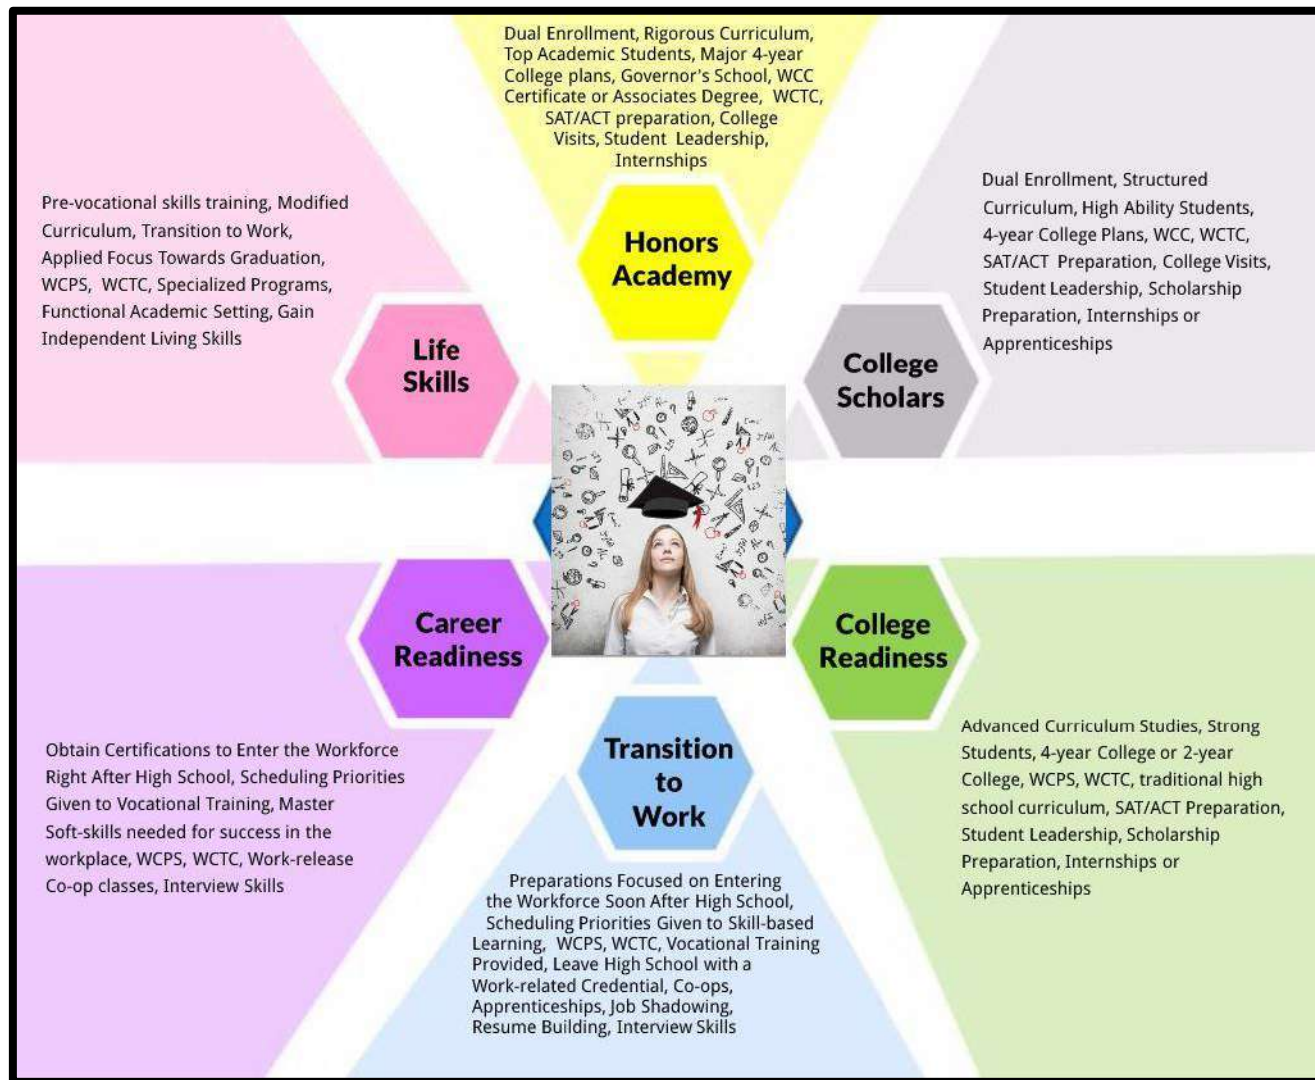 Dual Enrollment, Rigorous Curriculum,
Top Academic Students, Major 4-year
College plans, Governor's School, WCC
Certificate or Associates Degree, WCTC,
SAT/ACT preparation, College
Visits, Student Leadership,
Internships
Honors
Academy
Pre-vocational skills training, Modified
Curriculum, Transition to Work,
Applied Focus Towards Graduation,
WCPS, WCTC, Specialized Programs,
Functional Academic Setting, Gain
Independent Living Skills
Life
Skills
Dual Enrollment, Structured
Curriculum, High Ability Students,
4-year College Plans, WCC, WCTC,
SAT/ACT Preparation, College Visits,
Student Leadership, Scholarship
Preparation, Internships or
Apprenticeships
College
Scholars
Career
Readiness
Obtain Certifications to Enter the Workforce
Right After High School, Scheduling Priorities
Given to Vocational Training, Master
Soft-skills needed for success in the
workplace, WCPS, WCTC, Work-release
Co-op classes, Interview Skills
Transition
to
Work
Preparations Focused on Entering
the Workforce Soon After High School,
Scheduling Priorities Given to Skill-based
Learning, WCPS, WCTC, Vocational Training
Provided, Leave High School with a
Work-related Credential, Co-ops,
Apprenticeships, Job Shadowing,
Resume Building, Interview Skills
College
Readiness
Advanced Curriculum Studies, Strong
Students, 4-year College or 2-year
College, WCPS, WCTC, traditional high
school curriculum, SAT/ACT Preparation,
Student Leadership, Scholarship
Preparation, Internships or
Apprenticeships